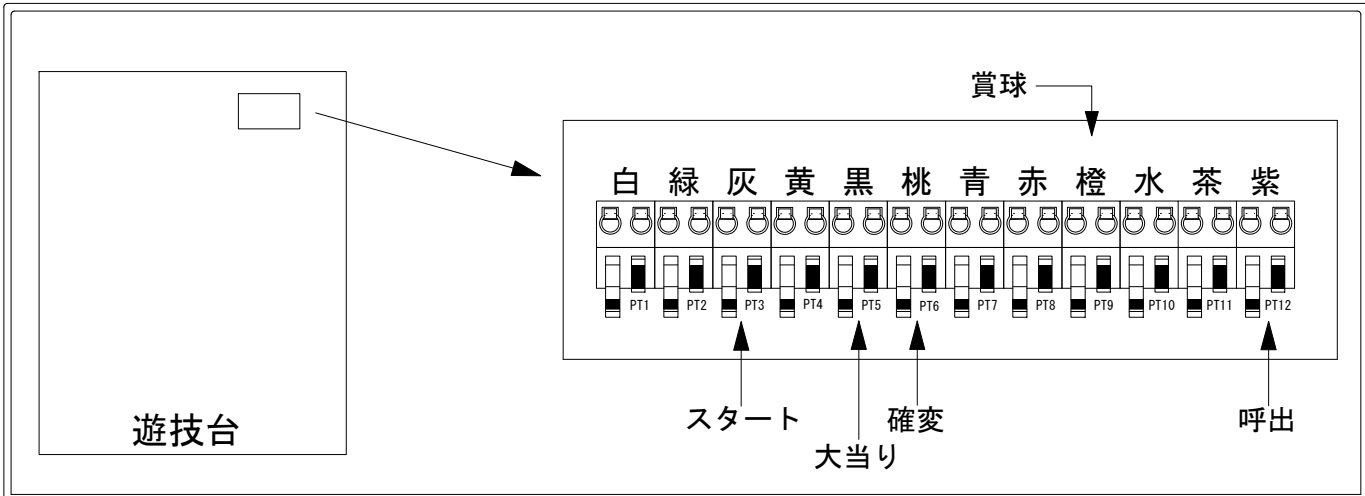 賞球
白 緑 灰 黄 黒 桃 青 赤 橙 水 茶 紫
PT1 PT2 PT3 PT4 PT5 PT6 PT7 PT8 PT9 PT10 PT11 PT12
遊技台
スタート 確変 呼出
大当り